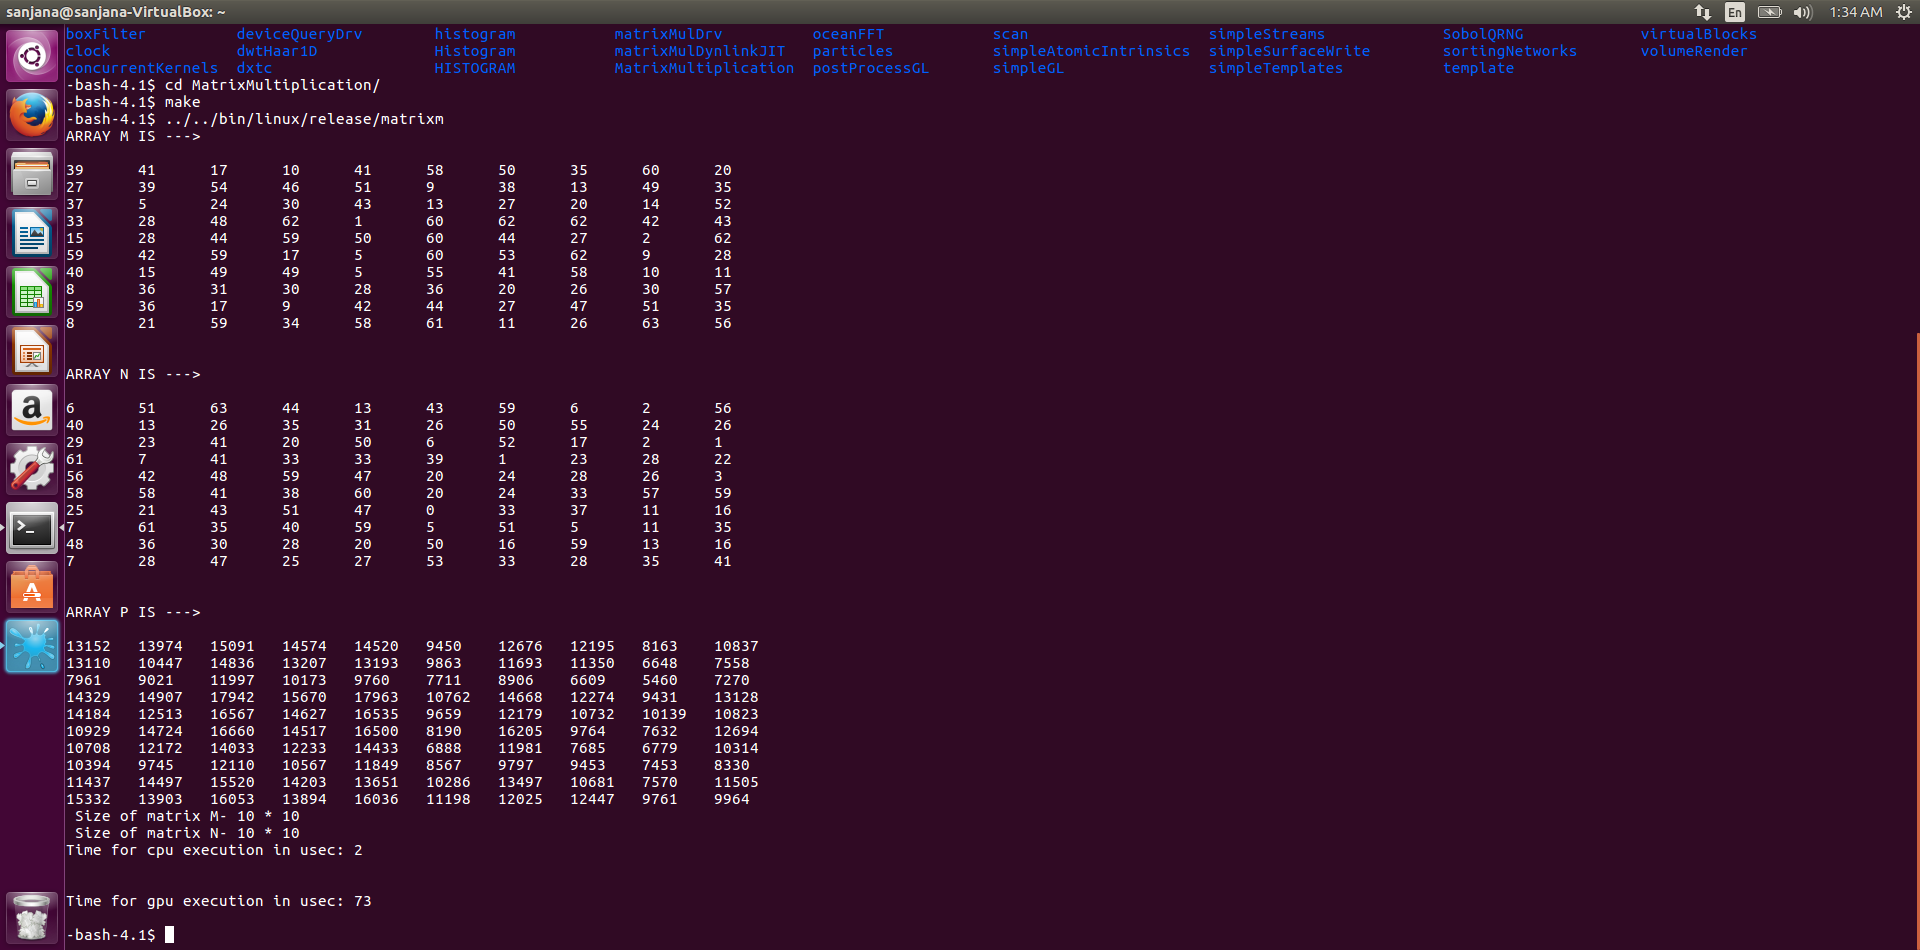 sanjana@sanjana-VirtualBox: ~ En 1:34 AM
boxFilter deviceQueryDrv histogram matrixMulDrv oceanFFT scan simpleStreams SobolQRNG virtualBlocks
clock dwtHaar1D Histogram matrixMulDynlinkJIT particles simpleAtomicIntrinsics simpleSurfaceWrite sortingNetworks volumeRender
concurrentKernels dxtc HISTOGRAM MatrixMultiplication postProcessGL simpleGL simpleTemplates template
-bash-4.1$ cd MatrixMultiplication/
-bash-4.1$ make
-bash-4.1$ ../../bin/linux/release/matrixm
ARRAY M IS --->
39 41 17 10 41 58 50 35 60 20
27 39 54 46 51 9 38 13 49 35
37 5 24 30 43 13 27 20 14 52
33 28 48 62 1 60 62 62 42 43
15 28 44 59 50 60 44 27 2 62
59 42 59 17 5 60 53 62 9 28
40 15 49 49 5 55 41 58 10 11
8 36 31 30 28 36 20 26 30 57
59 36 17 9 42 44 27 47 51 35
8 21 59 34 58 61 11 26 63 56
ARRAY N IS --->
6 51 63 44 13 43 59 6 2 56
40 13 26 35 31 26 50 55 24 26
29 23 41 20 50 6 52 17 2 1
61 7 41 33 33 39 1 23 28 22
56 42 48 59 47 20 24 28 26 3
58 58 41 38 60 20 24 33 57 59
25 21 43 51 47 0 33 37 11 16
7 61 35 40 59 5 51 5 11 35
48 36 30 28 20 50 16 59 13 16
7 28 47 25 27 53 33 28 35 41
ARRAY P IS --->
13152 13974 15091 14574 14520 9450 12676 12195 8163 10837
13110 10447 14836 13207 13193 9863 11693 11350 6648 7558
7961 9021 11997 10173 9760 7711 8906 6609 5460 7270
14329 14907 17942 15670 17963 10762 14668 12274 9431 13128
14184 12513 16567 14627 16535 9659 12179 10732 10139 10823
10929 14724 16660 14517 16500 8190 16205 9764 7632 12694
10708 12172 14033 12233 14433 6888 11981 7685 6779 10314
10394 9745 12110 10567 11849 8567 9797 9453 7453 8330
11437 14497 15520 14203 13651 10286 13497 10681 7570 11505
15332 13903 16053 13894 16036 11198 12025 12447 9761 9964
Size of matrix M- 10 * 10
Size of matrix N- 10 * 10
Time for cpu execution in usec: 2
Time for gpu execution in usec: 73
-bash-4.1$